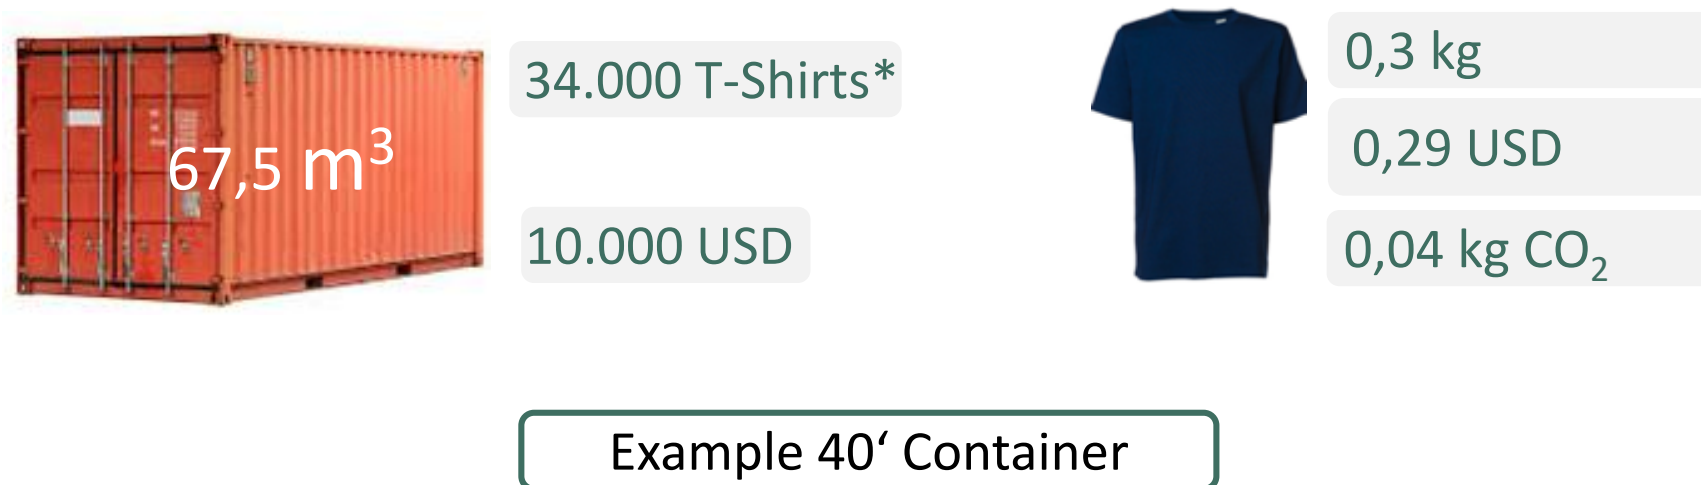 67,5 m³
34.000 T-Shirts*
10.000 USD
0,3 kg
0,29 USD
0,04 kg CO₂
Example 40‘ Container